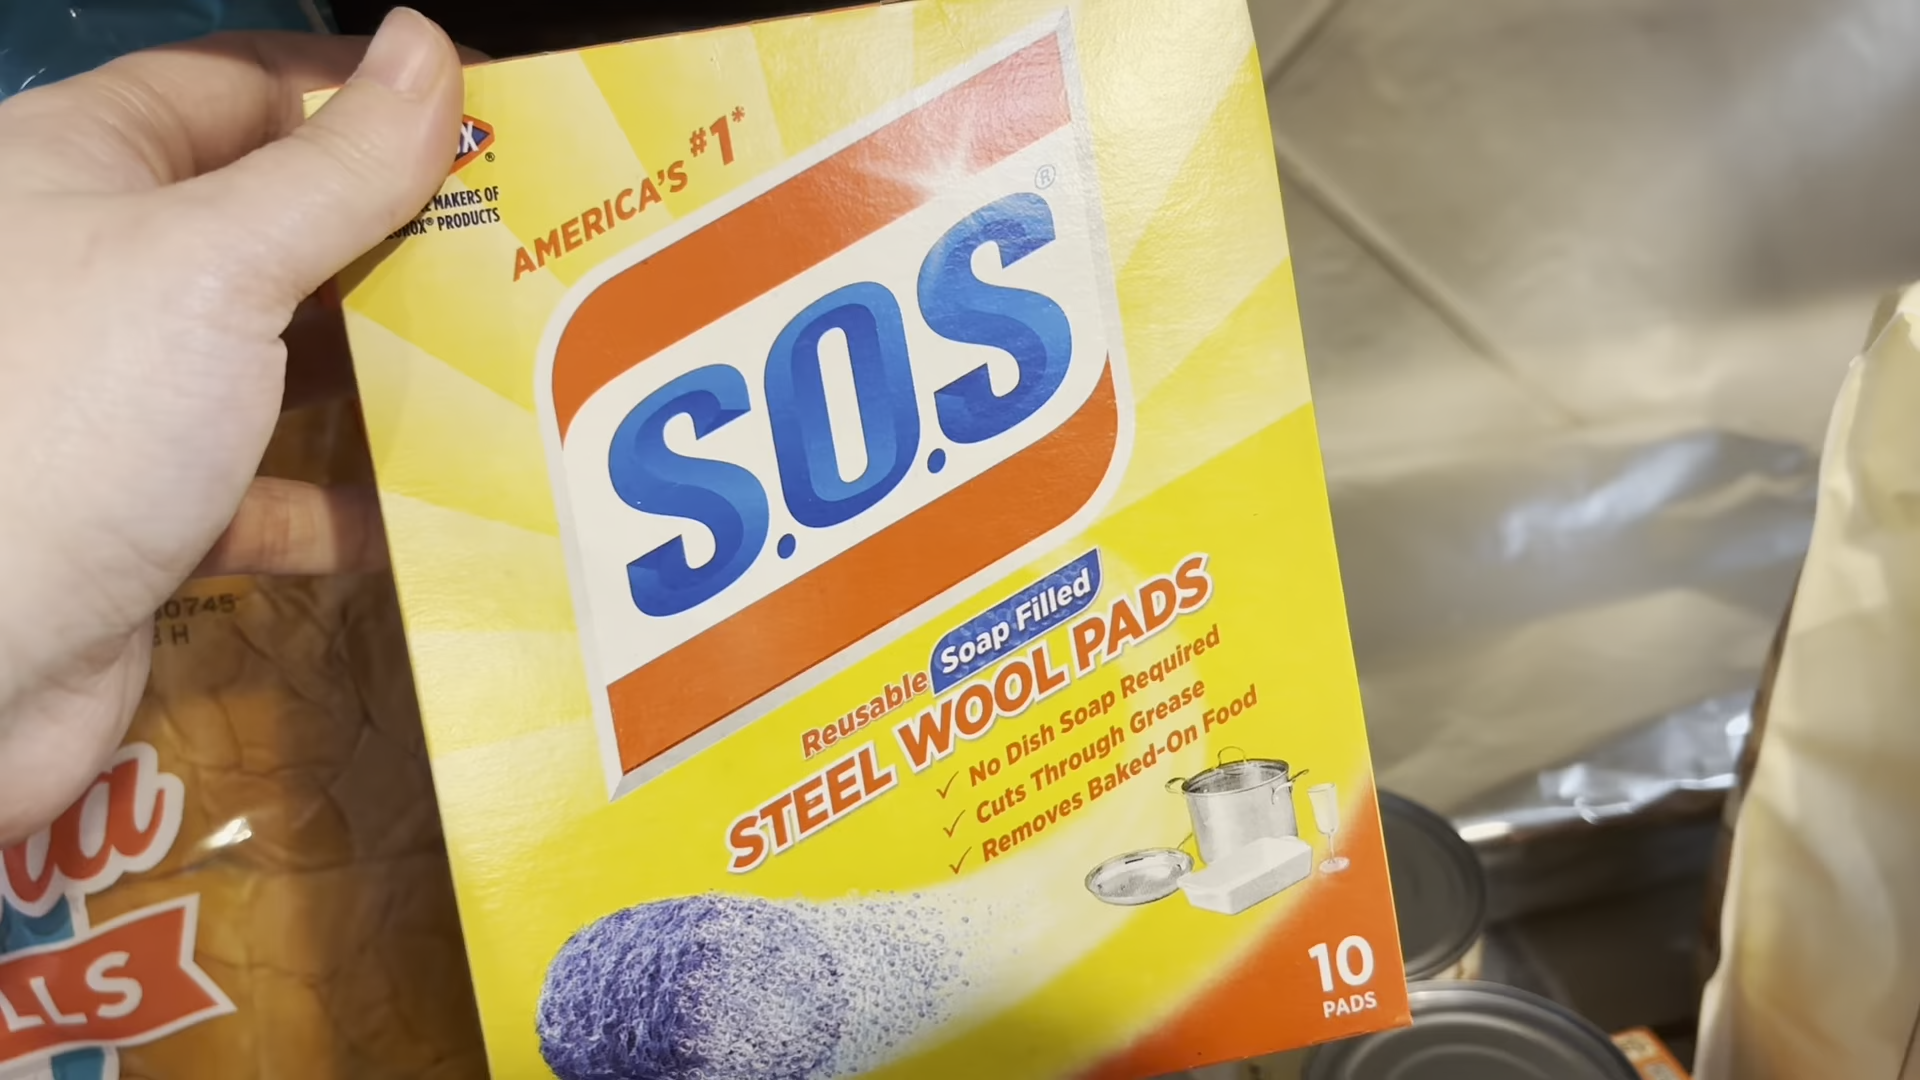 MAKERS OF
PRODUCTS
AMERICA'S #1*
S.O.S
®
Reusable Soap Filled
STEEL WOOL PADS
✓ No Dish Soap Required
✓ Cuts Through Grease
✓ Removes Baked-On Food
10
PADS